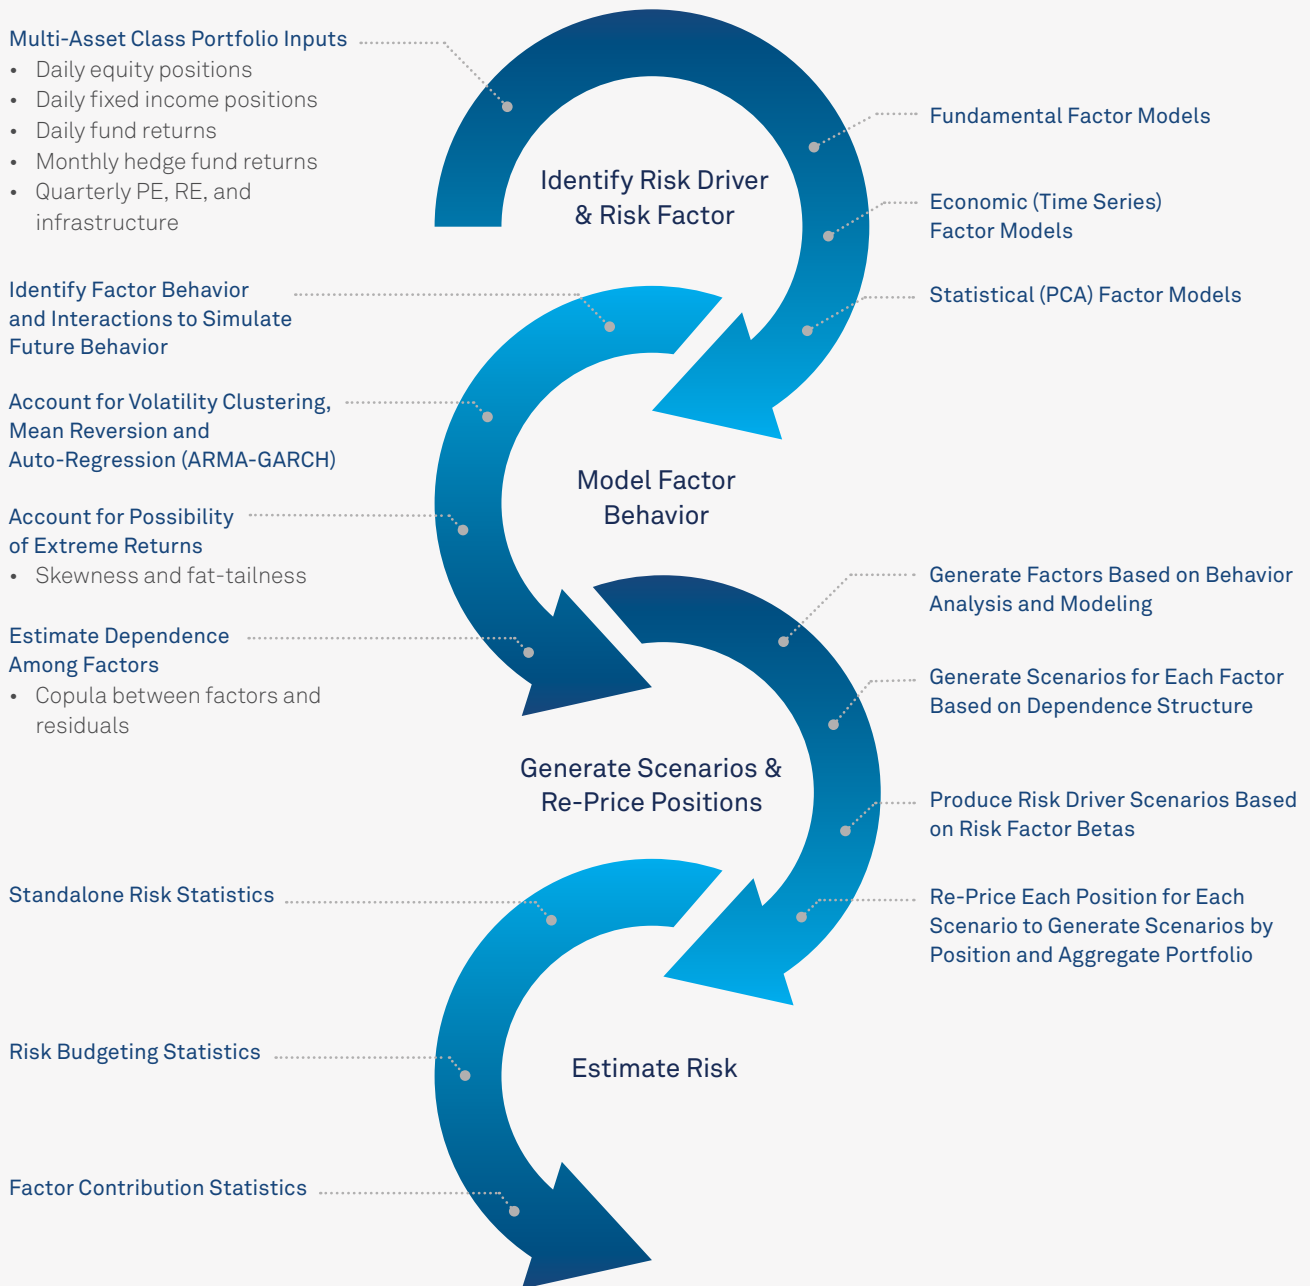 Multi-Asset Class Portfolio Inputs
• Daily equity positions
• Daily fixed income positions
• Daily fund returns
• Monthly hedge fund returns
• Quarterly PE, RE, and
infrastructure
Identify Risk Driver
& Risk Factor
Fundamental Factor Models
Economic (Time Series)
Factor Models
Statistical (PCA) Factor Models
Identify Factor Behavior
and Interactions to Simulate
Future Behavior
Account for Volatility Clustering,
Mean Reversion and
Auto-Regression (ARMA-GARCH)
Account for Possibility
of Extreme Returns
• Skewness and fat-tailness
Estimate Dependence
Among Factors
• Copula between factors and
residuals
Model Factor
Behavior
Generate Scenarios &
Re-Price Positions
Generate Factors Based on Behavior
Analysis and Modeling
Generate Scenarios for Each Factor
Based on Dependence Structure
Produce Risk Driver Scenarios Based
on Risk Factor Betas
Re-Price Each Position for Each
Scenario to Generate Scenarios by
Position and Aggregate Portfolio
Standalone Risk Statistics
Risk Budgeting Statistics
Factor Contribution Statistics
Estimate Risk